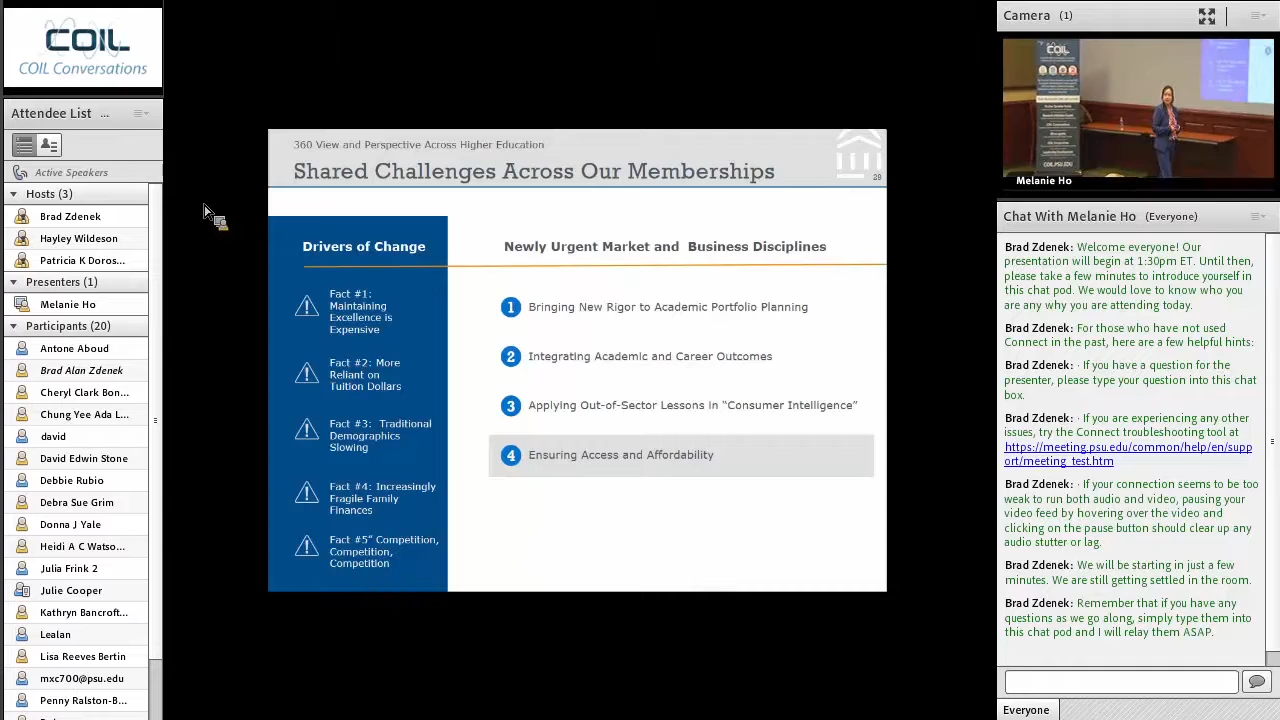 COIL
COIL Conversations
Attendee List ...
Active Speakers
Hosts (3)
Brad Zdenek
Hayley Wildeson
Patricia K Doros...
Presenters (1)
Melanie Ho
Participants (20)
Antone Aboud
Brad Alan Zdenek
Cheryl Clark Bon...
Chung Yee Ada L...
david
David Edwin Stone
Debbie Rubio
Debra Sue Grim
Donna J Yale
Heidi A C Watso...
Julia Frink 2
Julie Cooper
Kathryn Bancroft...
Lealan
Lisa Reeves Bertin
mxc700@psu.edu
Penny Ralston-B...
360 View and Perspective Across Higher Education
Shared Challenges Across Our Memberships
29
Drivers of Change
Fact #1:
Maintaining
Excellence is
Expensive
Fact #2: More
Reliant on
Tuition Dollars
Fact #3: Traditional
Demographics
Slowing
Fact #4: Increasingly
Fragile Family
Finances
Fact #5“ Competition,
Competition,
Competition
Newly Urgent Market and Business Disciplines
1 Bringing New Rigor to Academic Portfolio Planning
2 Integrating Academic and Career Outcomes
3 Applying Out-of-Sector Lessons in “Consumer Intelligence”
4 Ensuring Access and Affordability
Camera (1)
COIL
COIL.PSU.EDU
Melanie Ho
Chat With Melanie Ho (Everyone)
Brad Zdenek: Welcome everyone! Our
presentation will begin at 1:30pm ET. Until then,
please take a few minutes to introduce yourself in
this chat pod. We would love to know who you
are any why you are attending today.
Brad Zdenek: For those who have not used
Connect in the past, here are a few helpful hints:
Brad Zdenek: · If you have a question for the
presenter, please type your question into this chat
box.
Brad Zdenek: · If you are experiencing any other
issues, try the Connect troubleshooting tool at
https://meeting.psu.edu/common/help/en/supp
ort/meeting_test.htm
Brad Zdenek: · If your connection seems to be too
weak to run both audio and video, pausing your
video feed by hovering over the video and
clicking on the pause button should clear up any
audio stutter or lag.
Brad Zdenek: We will be starting in just a few
minutes. We are still getting settled in the room.
Brad Zdenek: Remember that if you have any
questions as we go along, simply type them into
this chat pod and I will relay them ASAP.
Everyone